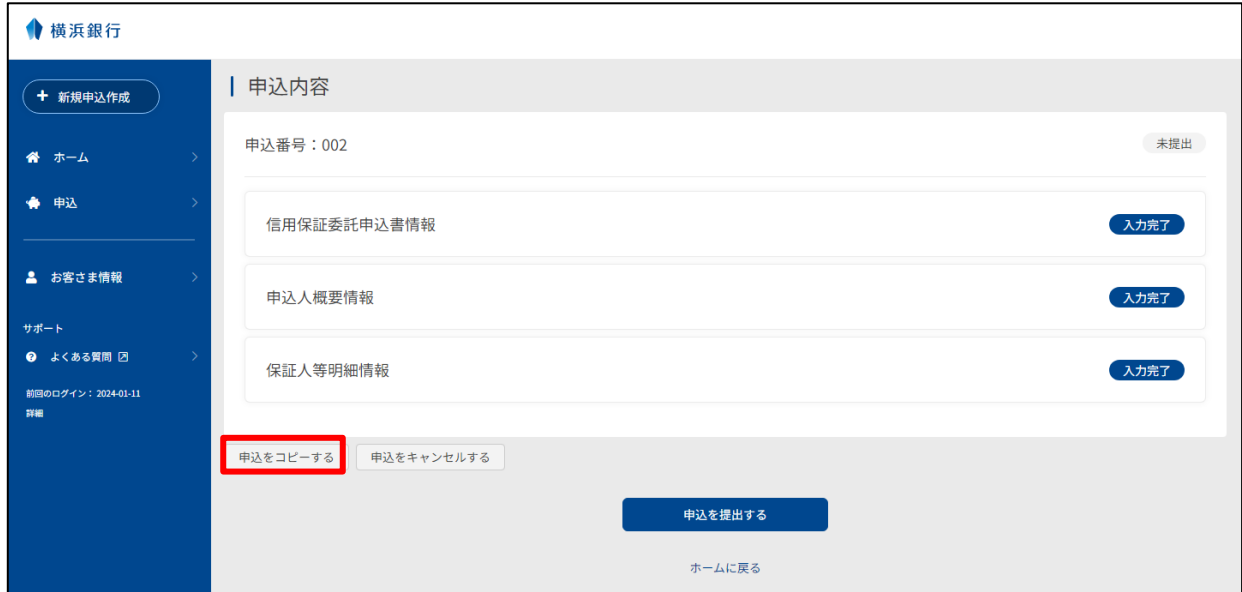 横浜銀行
新規申込作成
ホーム
申込
お客さま情報
サポート
よくある質問
前回のログイン： 2024-01-11
詳細
申込内容
申込番号：002
未提出
信用保証委託申込書情報
入力完了
申込人概要情報
入力完了
保証人等明細情報
入力完了
申込をコピーする
申込をキャンセルする
申込を提出する
ホームに戻る